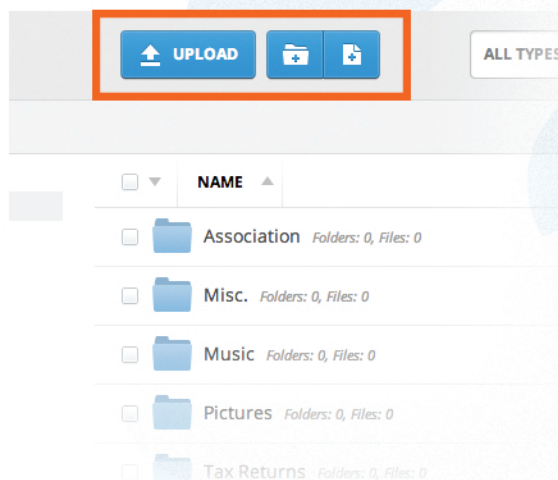 UPLOAD
ALL TYPES
NAME
Association Folders: 0, Files: 0
Misc. Folders: 0, Files: 0
Music Folders: 0, Files: 0
Pictures Folders: 0, Files: 0
Tax Returns Folders: 0, Files: 0